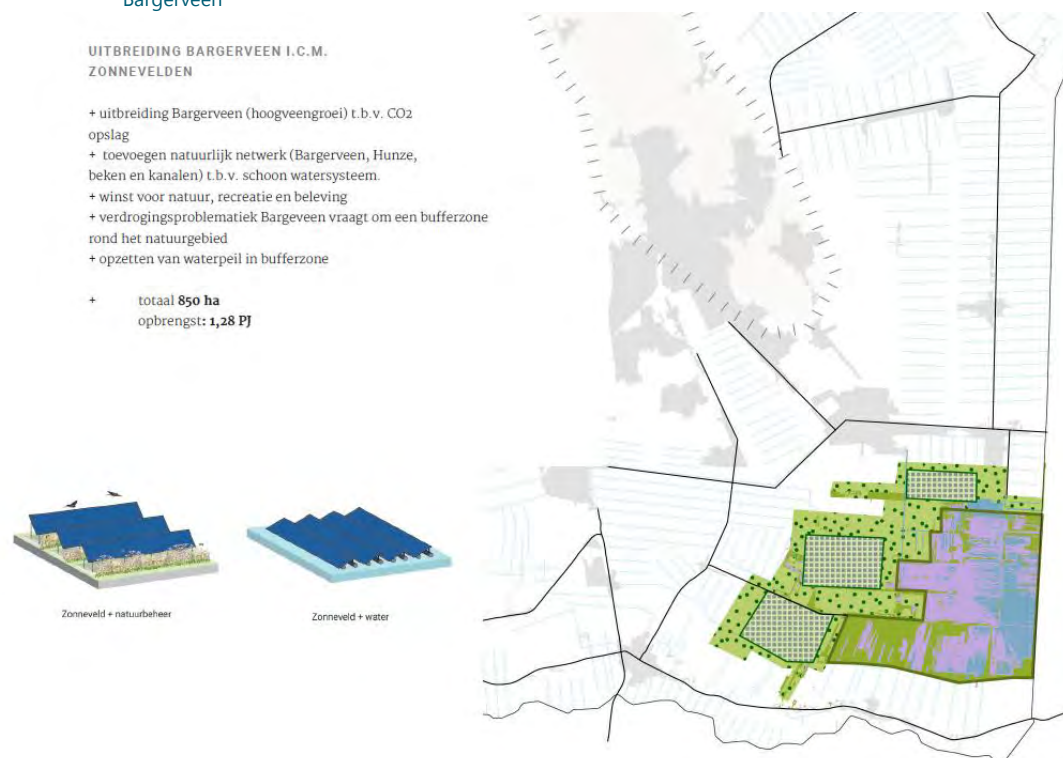 Bargerveen
UITBREIDING BARGERVEEN I.C.M.
ZONNEVELDEN
+ uitbreiding Bargerveen (hoogveengroei) t.b.v. CO2
opslag
+ toevoegen natuurlijk netwerk (Bargerveen, Hunze,
beken en kanalen) t.b.v. schoon watersysteem.
+ winst voor natuur, recreatie en beleving
+ verdrogingsproblematiek Bargeveen vraagt om een bufferzone
rond het natuurgebied
+ opzetten van waterpeil in bufferzone
+ totaal 850 ha
opbrengst: 1,28 PJ
Zonneveld + natuurbeheer
Zonneveld + water